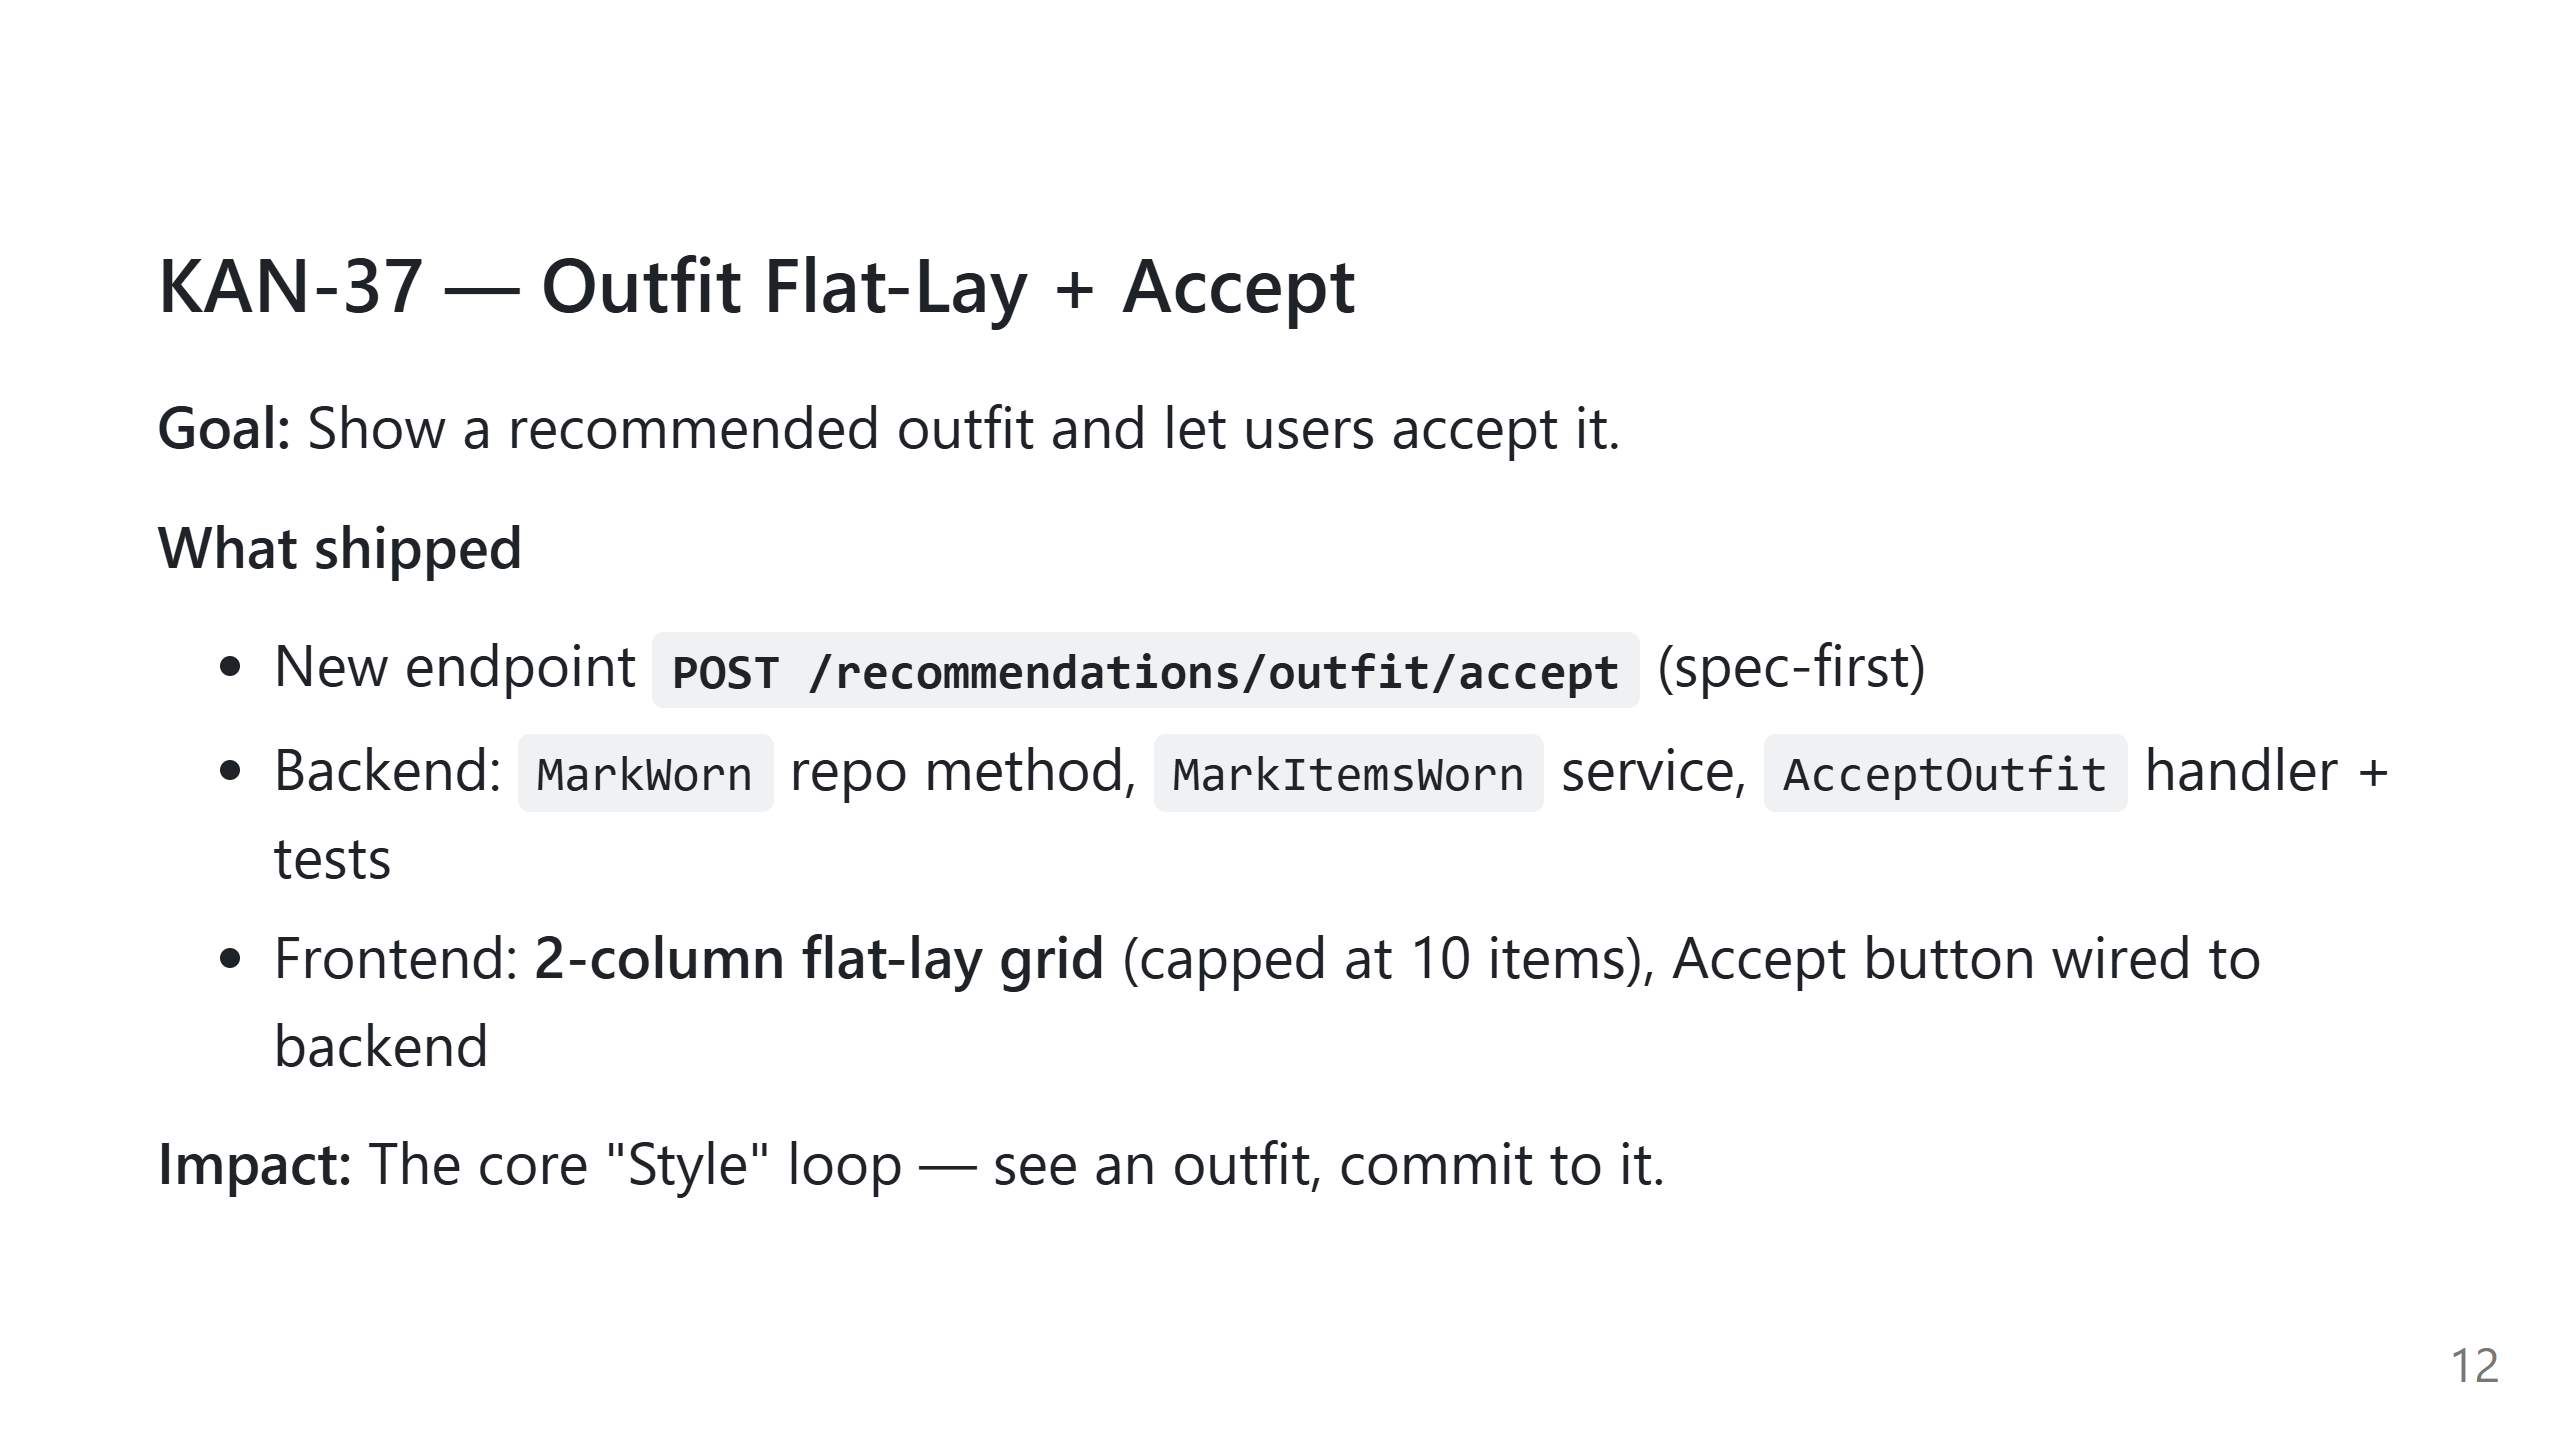 KAN-37 — Outfit Flat-Lay + Accept
Goal: Show a recommended outfit and let users accept it.
What shipped
• New endpoint POST /recommendations/outfit/accept (spec-first)
• Backend: MarkWorn repo method, MarkItemsWorn service, AcceptOutfit handler +
tests
• Frontend: 2-column flat-lay grid (capped at 10 items), Accept button wired to
backend
Impact: The core "Style" loop — see an outfit, commit to it.
12